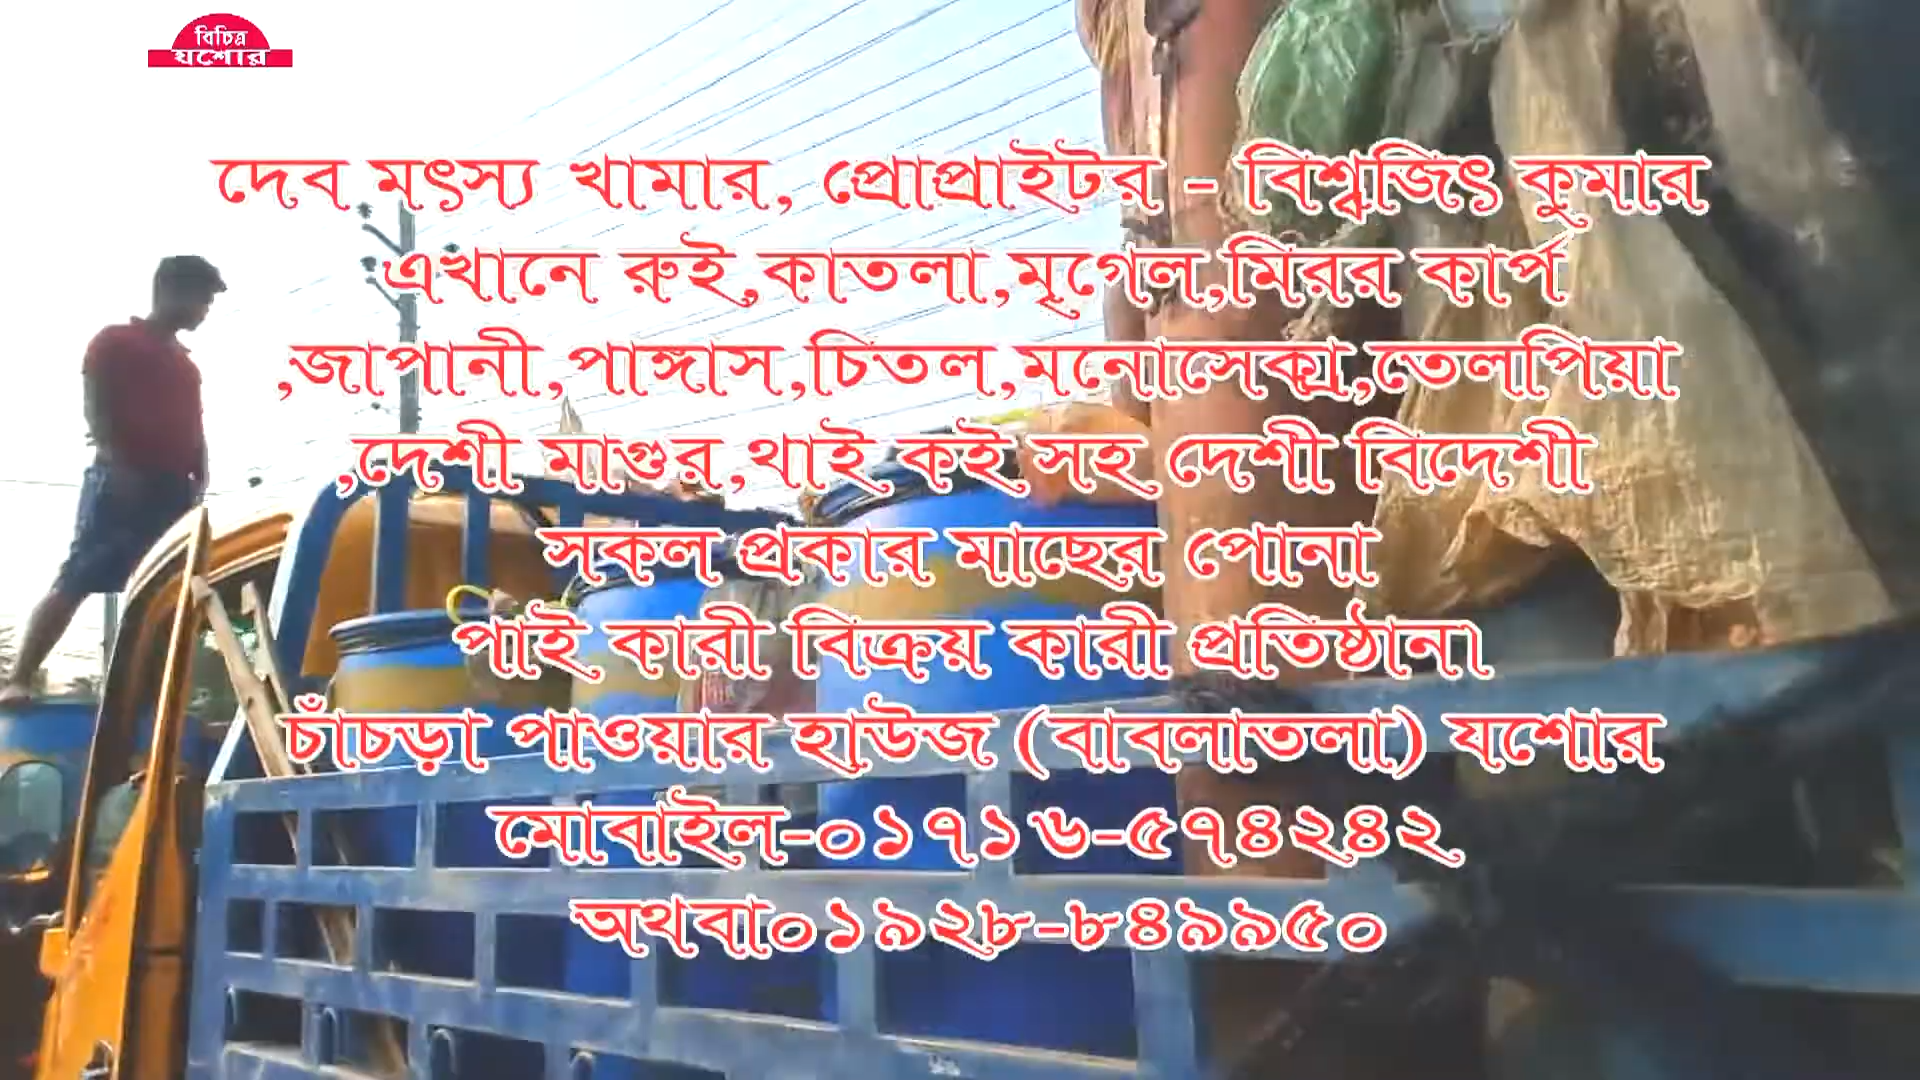 বিচিত্র
যশোর
দেব মৎস্য খামার, প্রোপ্রাইটর - বিশ্বজিৎ কুমার
এখানে রুই,কাতলা,মৃগেল,মিরর কার্প
,জাপানী,পাঙ্গাস,চিতল,মনোসেক্স,তেলপিয়া
,দেশী মাগুর,থাই কই সহ দেশী বিদেশী
সকল প্রকার মাছের পোনা
পাই কারী বিক্রয় কারী প্রতিষ্ঠান।
চাঁচড়া পাওয়ার হাউজ (বাবলাতলা) যশোর
মোবাইল-০১৭১৬-৫৭৪২৪২
অথবা০১৯২৮-৮৪৯৯৫০